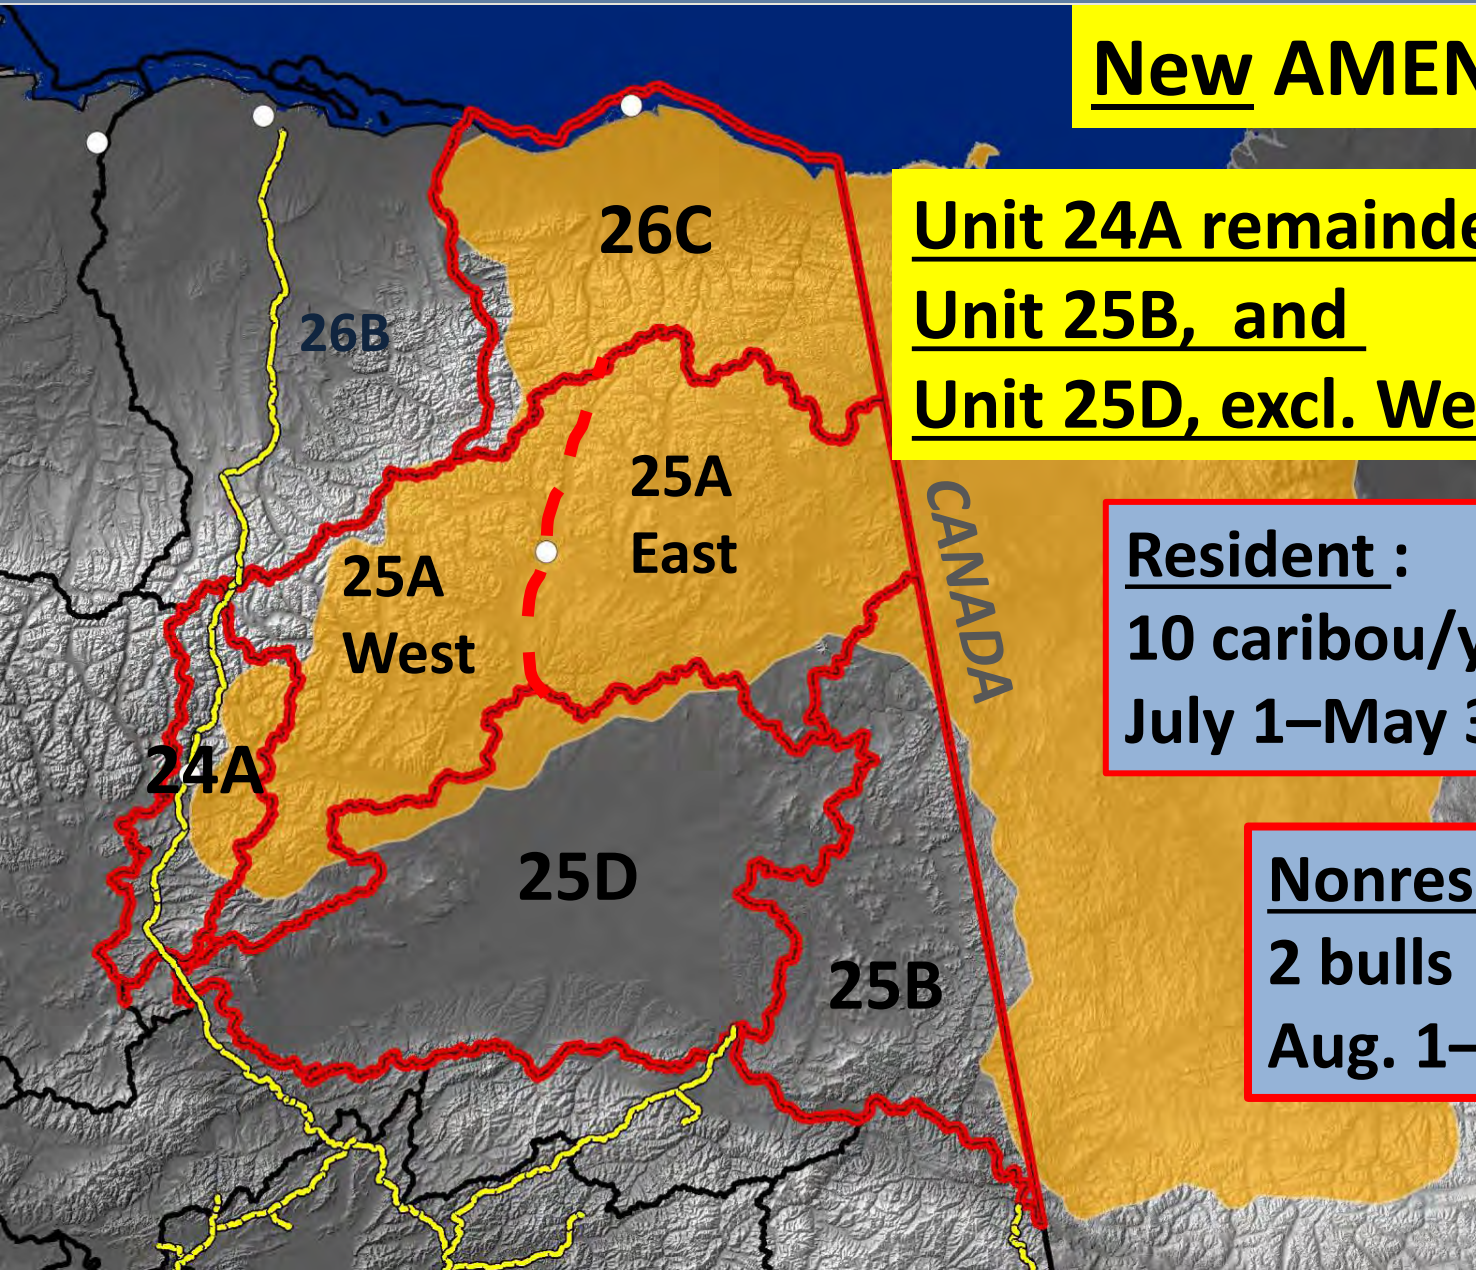 New AMEN
Unit 24A remainde
Unit 25B, and
Unit 25D, excl. We
26C
26B
25A
East
25A
West
CANADA
Resident :
10 caribou/y
July 1–May 3
24A
25D
25B
Nonres
2 bulls
Aug. 1–